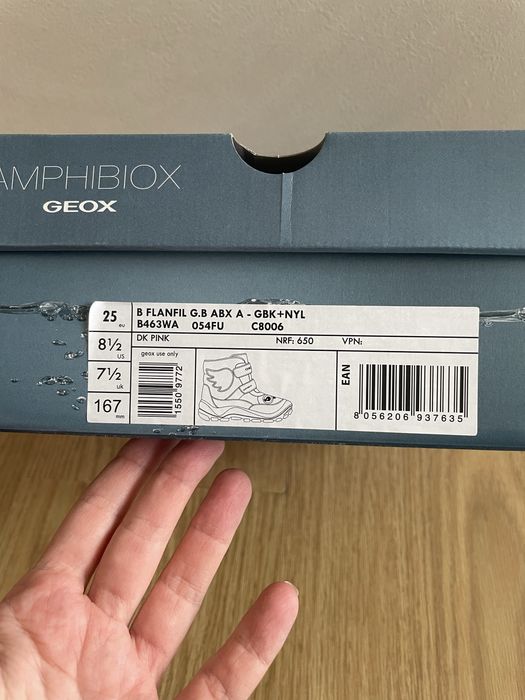 AMPHIBIOX
GEOX
25 eu
8½ US
7½ uk
167 mm
B FLANFIL G.B ABX A - GBK+NYL
B463WA 054FU C8006
DK PINK NRF: 650 VPN:
geox use only
1550 9772
EAN
8 056206 937635